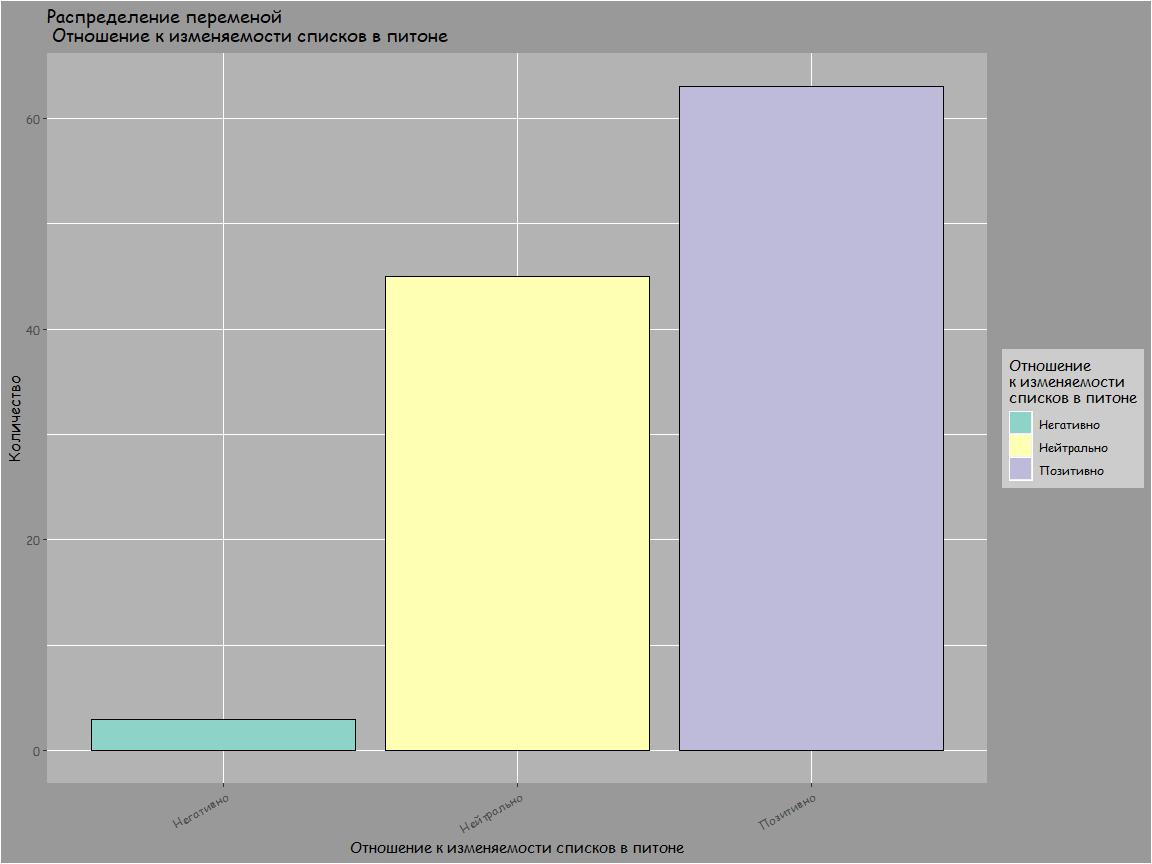 Распределение переменой
Отношение к изменяемости списков в питоне
Количество
60
40
20
0
Негативно
Нейтрально
Позитивно
Отношение к изменяемости списков в питоне
Отношение
к изменяемости
списков в питоне
Негативно
Нейтрально
Позитивно